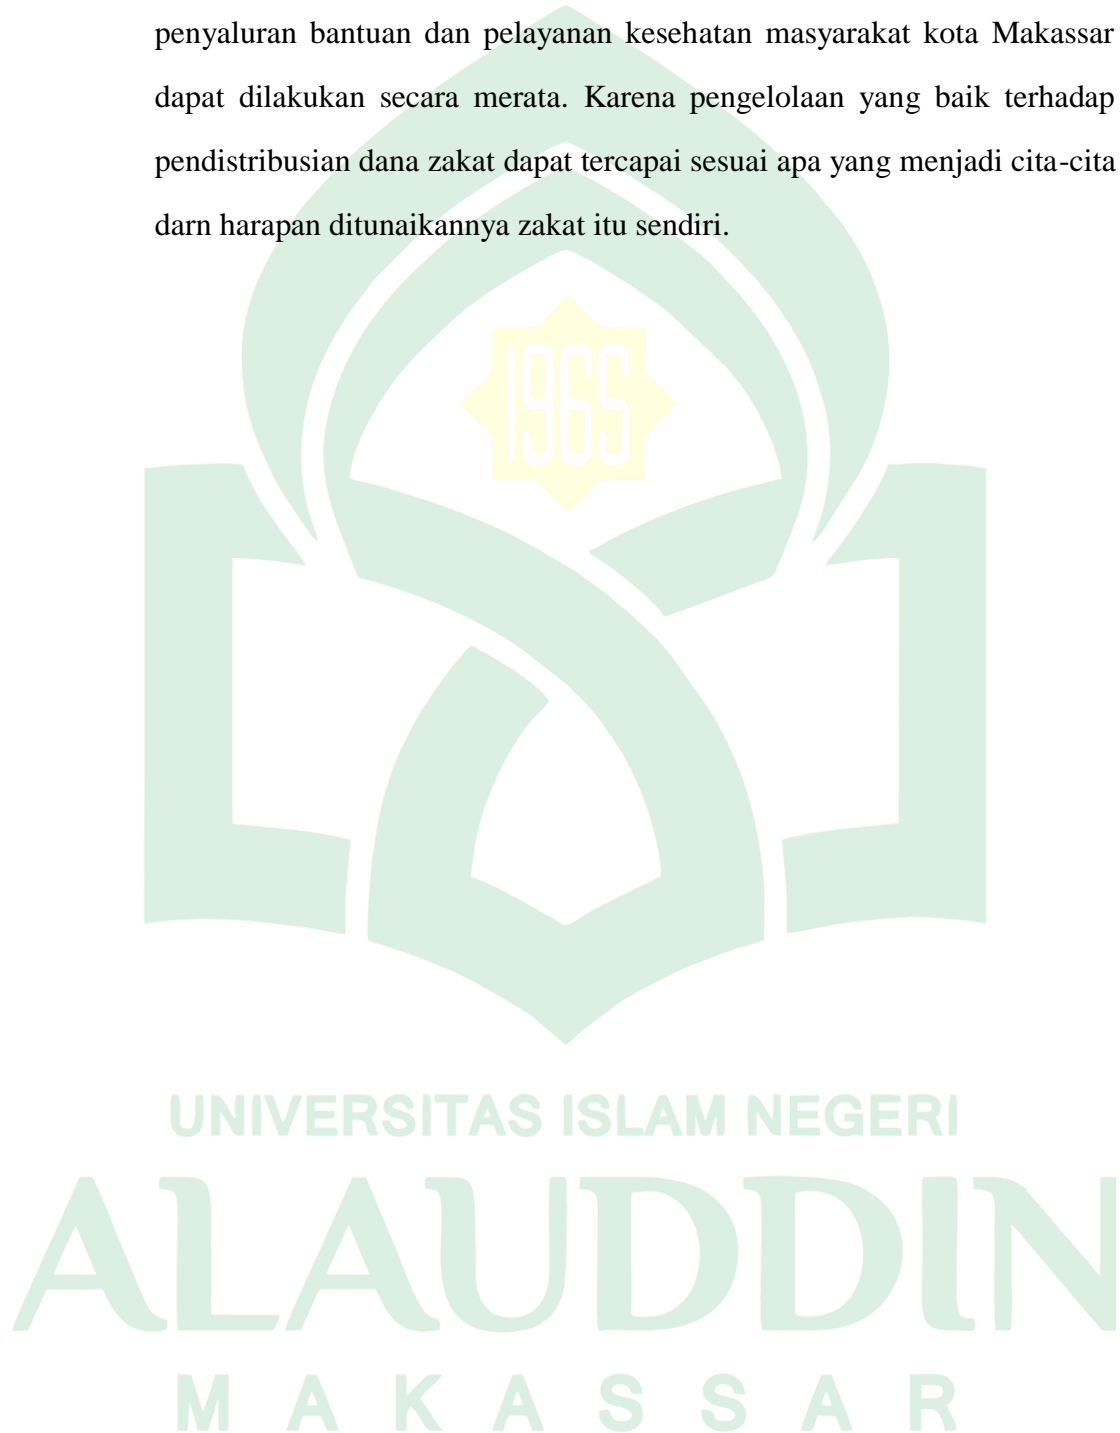 penyaluran bantuan dan pelayanan kesehatan masyarakat kota Makassar
dapat dilakukan secara merata. Karena pengelolaan yang baik terhadap
pendistribusian dana zakat dapat tercapai sesuai apa yang menjadi cita-cita
darn harapan ditunaikannya zakat itu sendiri.
1965
UNIVERSITAS ISLAM NEGERI
ALAUDDIN
MAKASSAR